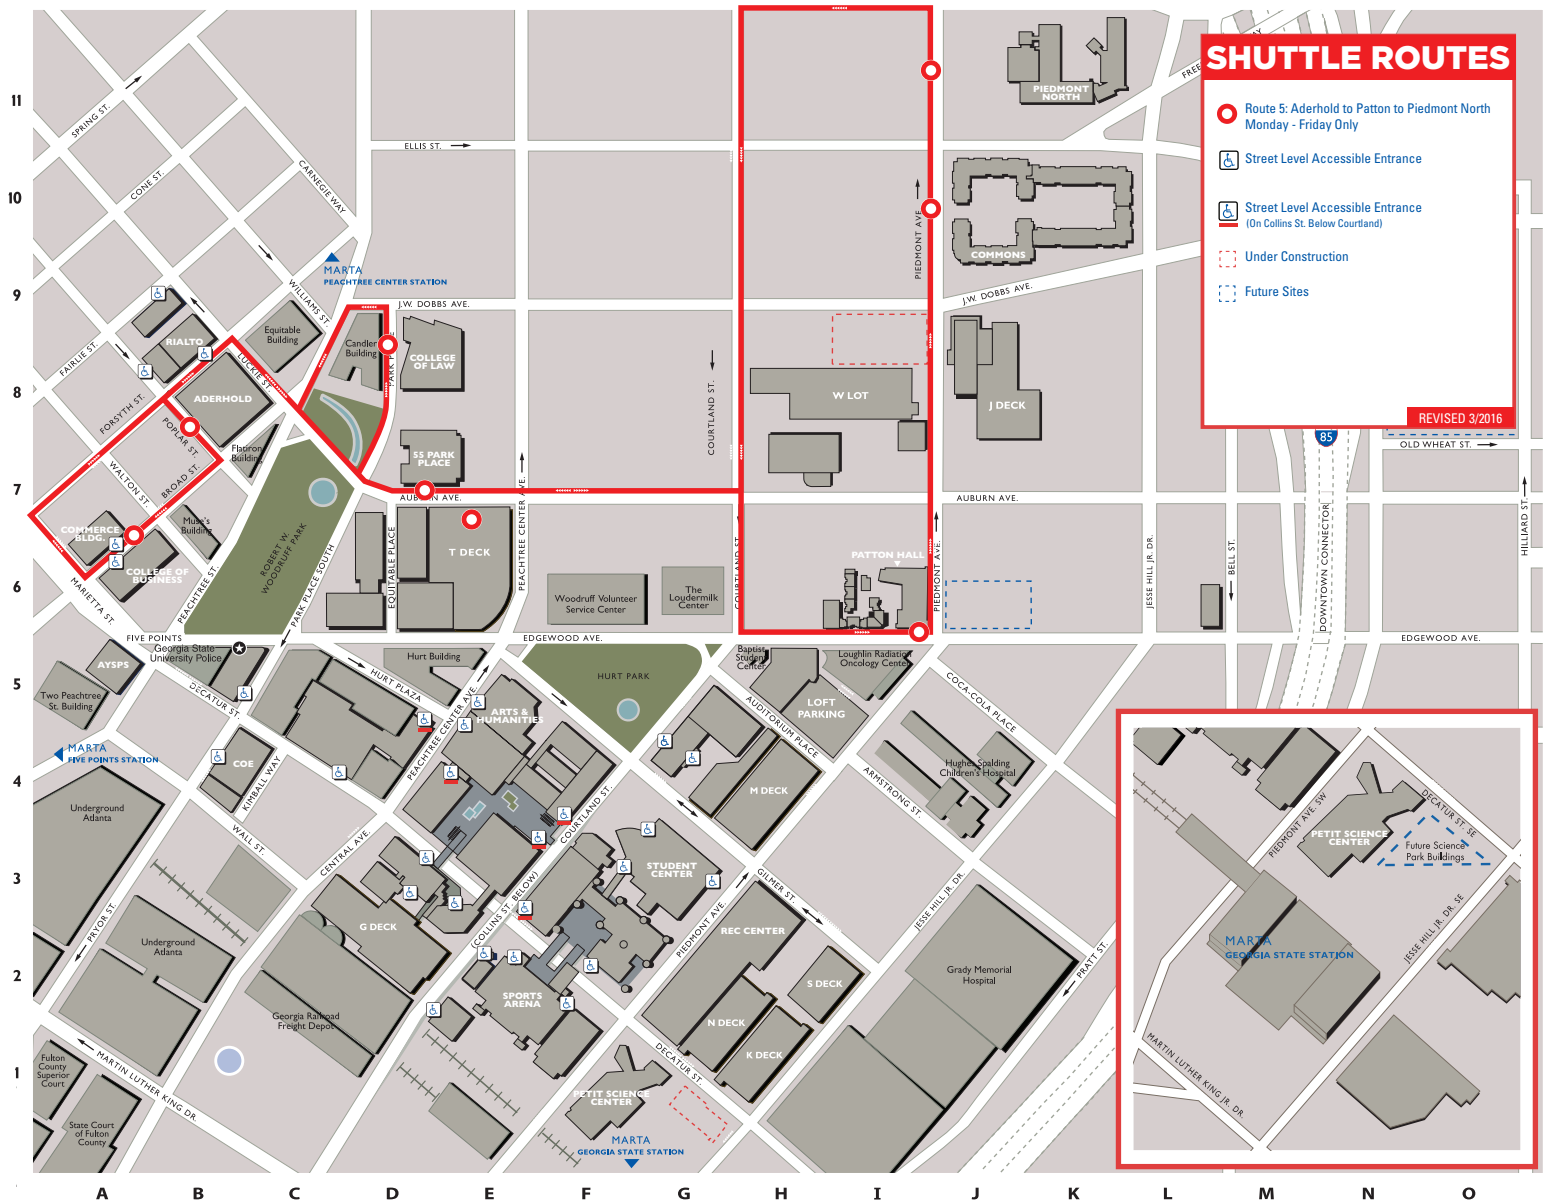 SHUTTLE ROUTES
Route 5: Aderhold to Patton to Piedmont North
Monday - Friday Only
Street Level Accessible Entrance
Street Level Accessible Entrance
(On Collins St. Below Courtland)
Under Construction
Future Sites
REVISED 3/2016
11
10
9
8
7
6
5
4
3
2
1
A
B
C
D
E
F
G
H
I
J
K
L
M
N
O
SPRING ST.
CONE ST.
CARNEGIE WAY
ELLIS ST.
PIEDMONT
NORTH
PIEDMONT AVE
COMMONS
MARTA
PEACHTREE CENTER STATION
WILLIAMS ST.
J.W. DOBBS AVE.
J.W. DOBBS AVE.
FAIRLIE ST.
RIALTO
Equitable
Building
Candler
Building
COLLEGE
OF LAW
LUCKIE ST.
ADERHOLD
FORSYTH ST.
POPLAR ST.
COURTLAND ST.
W LOT
J DECK
85
OLD WHEAT ST.
Flatiron
Building
55 PARK
PLACE
WALTON ST.
BROAD ST.
AUBURN AVE.
AUBURN AVE.
COMMERCE
BLDG.
Muse's
Building
COLLEGE OF
BUSINESS
MARIETTA ST.
PEACHTREE ST.
ROBERT W.
WOODRUFF PARK
PARK PLACE SOUTH
EQUITABLE PLACE
T DECK
PEACHTREE CENTER AVE.
Woodruff Volunteer
Service Center
The
Loudermilk
Center
COURTLAND ST.
PATTON HALL
PIEDMONT AVE.
JESSE HILL JR. DR.
BELL ST.
DOWNTOWN CONNECTOR
HILLIARD ST.
FIVE POINTS
Georgia State
University Police
EDGEWOOD AVE.
EDGEWOOD AVE.
AYSPS
Two Peachtree
St. Building
DECATUR ST.
HURT PLAZA
Hurt Building
HURT PARK
Baptist
Student
Center
Loughlin Radiation
Oncology Center
LOFT
PARKING
AUDITORIUM PLACE
COCA-COLA PLACE
ARTS &
HUMANITIES
PEACHTREE CENTER AVE.
MARTA
FIVE POINTS STATION
COE
KIMBALL WAY
Underground
Atlanta
WALL ST.
CENTRAL AVE.
COURTLAND ST.
(COLLINS ST. BELOW)
M DECK
ARMSTRONG ST.
Hughes Spalding
Children's Hospital
STUDENT
CENTER
GILMER ST.
JESSE HILL JR. DR.
PIEDMONT AVE.
REC CENTER
G DECK
PRYOR ST.
Underground
Atlanta
Georgia Railroad
Freight Depot
SPORTS
ARENA
S DECK
N DECK
K DECK
Grady Memorial
Hospital
PRATT ST.
DECATUR ST.
Fulton
County
Superior
Court
MARTIN LUTHER KING DR.
State Court
of Fulton
County
PETIT SCIENCE
CENTER
MARTA
GEORGIA STATE STATION
PIEDMONT AVE. SW
DECATUR ST. SE
PETIT SCIENCE
CENTER
Future Science
Park Buildings
JESSE HILL JR. DR. SE
MARTA
GEORGIA STATE STATION
MARTIN LUTHER KING JR. DR.